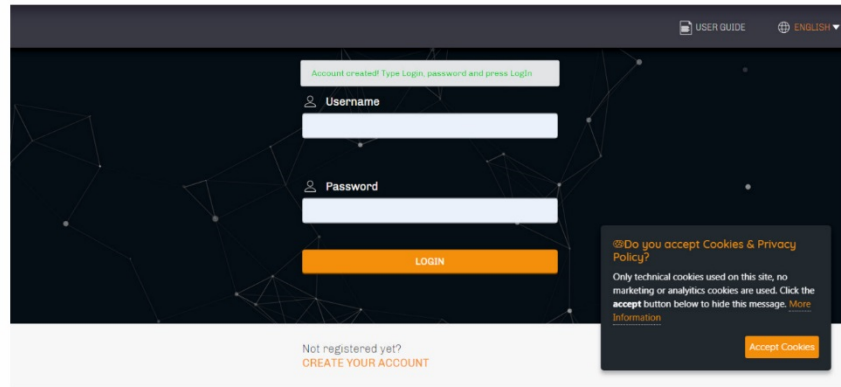 USER GUIDE
ENGLISH
Account created! Type Login, password and press LogIn
Username
Password
LOGIN
Do you accept Cookies & Privacy
Policy?
Only technical cookies used on this site, no
marketing or analyitics cookies are used. Click the
accept button below to hide this message. More
Information
Accept Cookies
Not registered yet?
CREATE YOUR ACCOUNT